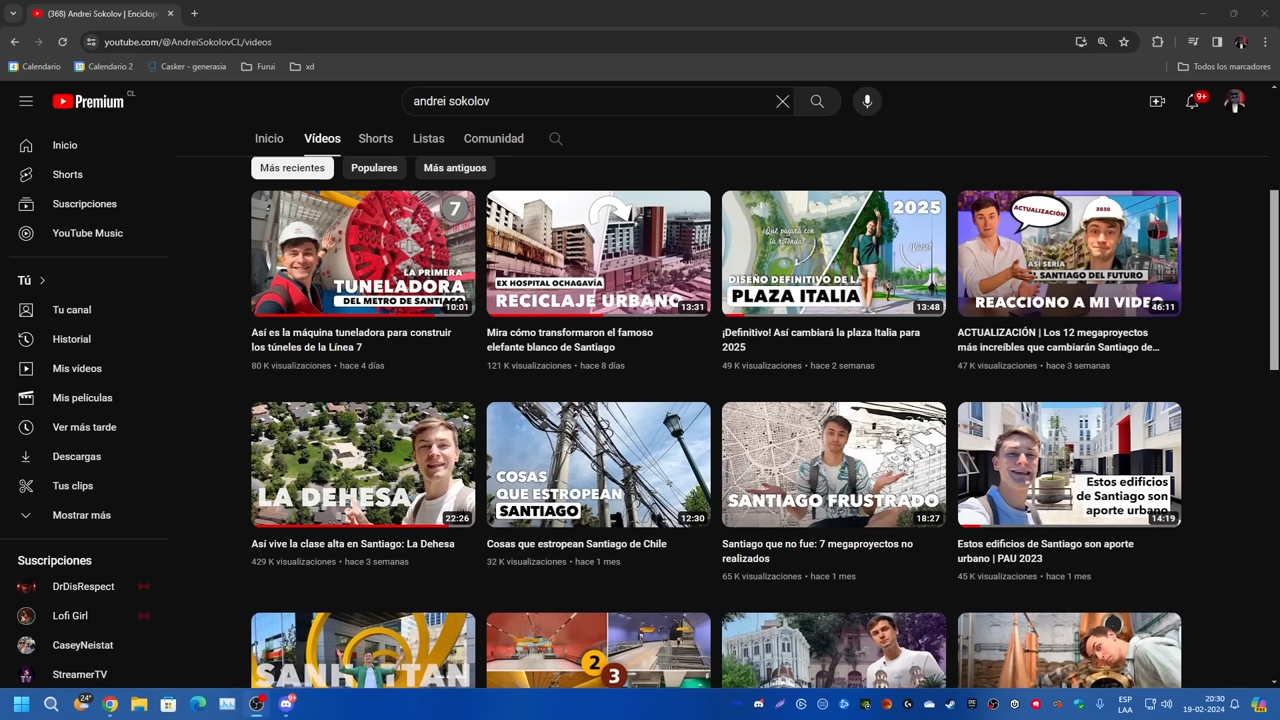 (368) Andrei Sokolov | Enciclop
youtube.com/@AndreiSokolovCL/videos
Calendario
Calendario 2
Casker - generasia
Furui
xd
Todos los marcadores
Premium CL
andrei sokolov
9+
Inicio
Vídeos
Shorts
Listas
Comunidad
Más recientes
Populares
Más antiguos
Inicio
Shorts
Suscripciones
YouTube Music
Tú
Tu canal
Historial
Mis vídeos
Mis películas
Ver más tarde
Descargas
Tus clips
Mostrar más
Suscripciones
DrDisRespect
Lofi Girl
CaseyNeistat
StreamerTV
7
LA PRIMERA
TUNELADORA
DEL METRO DE SANTIAGO
10:01
Así es la máquina tuneladora para construir
los túneles de la Línea 7
80 K visualizaciones • hace 4 días
EX HOSPITAL OCHAGAVÍA
RECICLAJE URBANO
13:31
Mira cómo transformaron el famoso
elefante blanco de Santiago
121 K visualizaciones • hace 8 días
2025
¿Qué pasará con
la rotonda?
DISEÑO DEFINITIVO DE LA
PLAZA ITALIA
13:48
¡Definitivo! Así cambiará la plaza Italia para
2025
49 K visualizaciones • hace 2 semanas
ACTUALIZACIÓN
2030
ASÍ SERÍA
EL SANTIAGO DEL FUTURO
REACCIONO A MI VIDEO
46:11
ACTUALIZACIÓN | Los 12 megaproyectos
más increíbles que cambiarán Santiago de...
47 K visualizaciones • hace 3 semanas
LA DEHESA
22:26
Así vive la clase alta en Santiago: La Dehesa
429 K visualizaciones • hace 3 semanas
COSAS
QUE ESTROPEAN
SANTIAGO
12:30
Cosas que estropean Santiago de Chile
32 K visualizaciones • hace 1 mes
SANTIAGO FRUSTRADO
18:27
Santiago que no fue: 7 megaproyectos no
realizados
65 K visualizaciones • hace 1 mes
Estos edificios
de Santiago son
aporte urbano
14:19
Estos edificios de Santiago son aporte
urbano | PAU 2023
45 K visualizaciones • hace 1 mes
SANHATTAN
2
3
24°
9+
ESP
LAA
20:30
19-02-2024